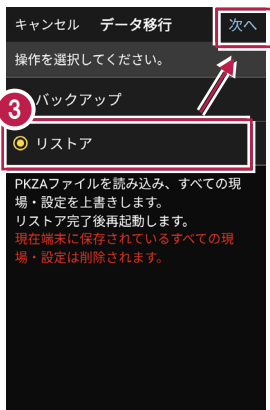 キャンセル データ移行 次へ
操作を選択してください。
バックアップ
3
リストア
PKZAファイルを読み込み、すべての現
場・設定を上書きします。
リストア完了後再起動します。
現在端末に保存されているすべての現
場・設定は削除されます。